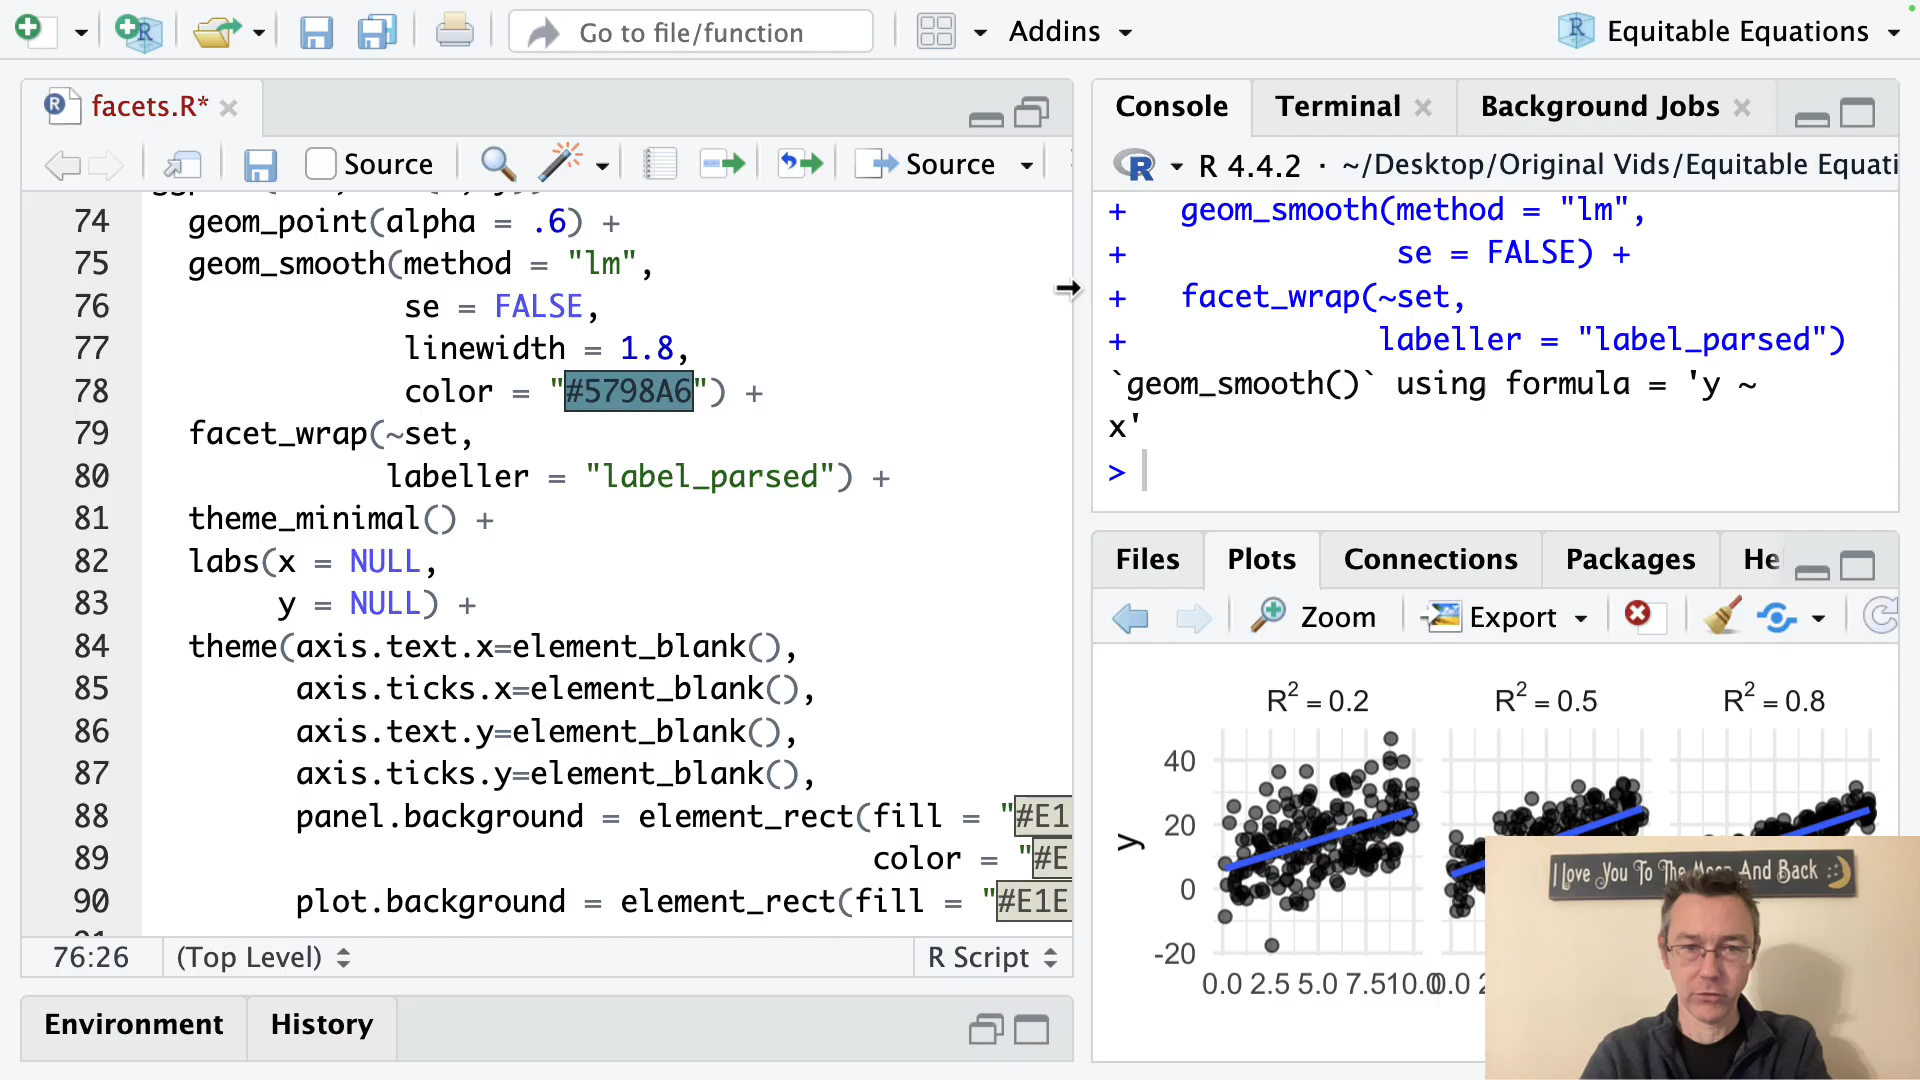 Go to file/function
Addins
Equitable Equations
facets.R*
Source
Source
74 geom_point(alpha = .6) +
75 geom_smooth(method = "lm",
76 se = FALSE,
77 linewidth = 1.8,
78 color = "#5798A6") +
79 facet_wrap(~set,
80 labeller = "label_parsed") +
81 theme_minimal() +
82 labs(x = NULL,
83 y = NULL) +
84 theme(axis.text.x=element_blank(),
85 axis.ticks.x=element_blank(),
86 axis.text.y=element_blank(),
87 axis.ticks.y=element_blank(),
88 panel.background = element_rect(fill = "#E1
89 color = "#E
90 plot.background = element_rect(fill = "#E1E
76:26 (Top Level) R Script
Environment History
Console Terminal Background Jobs
R 4.4.2 · ~/Desktop/Original Vids/Equitable Equati
+ geom_smooth(method = "lm",
+ se = FALSE) +
+ facet_wrap(~set,
+ labeller = "label_parsed")
`geom_smooth()` using formula = 'y ~
x'
>
Files Plots Connections Packages He
Zoom Export
R² = 0.2 R² = 0.5 R² = 0.8
40
20
0
-20
y
0.0 2.5 5.0 7.510.00.0
I Love You To The Moon And Back